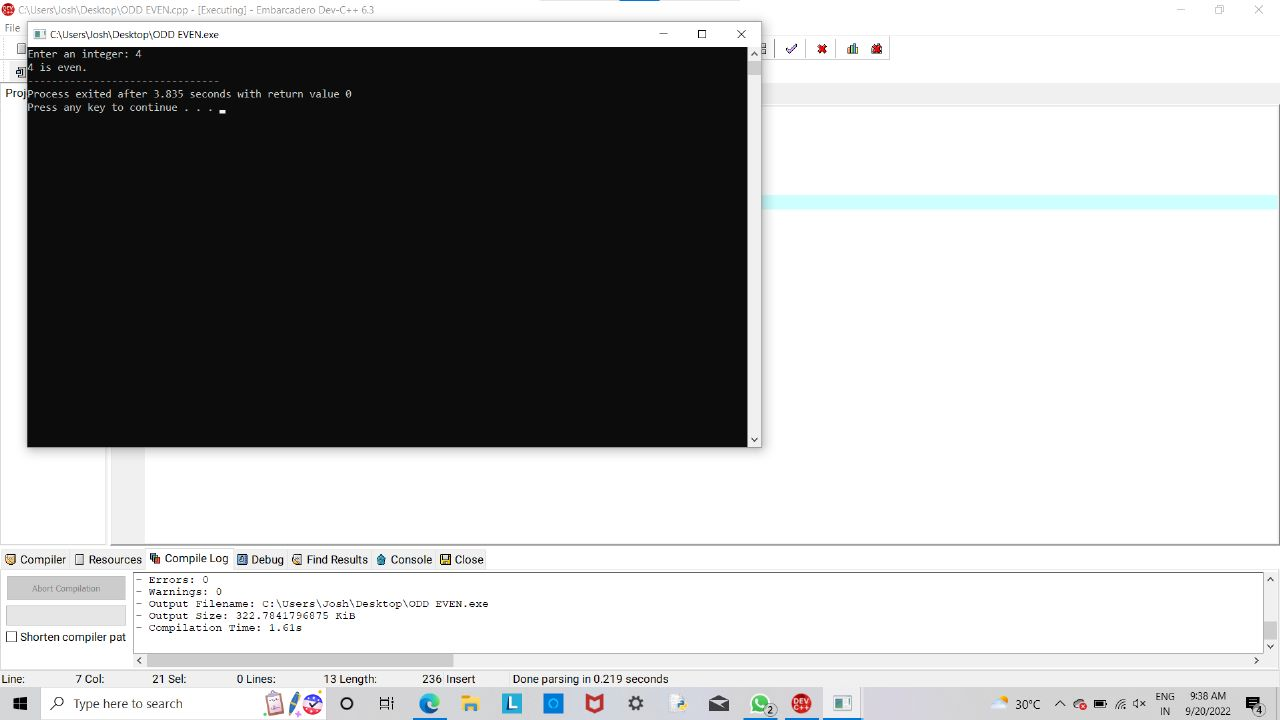 C:\Users\Josh\Desktop\ODD EVEN.cpp - [Executing] - Embarcadero Dev-C++ 6.3
File
C:\Users\Josh\Desktop\ODD EVEN.exe
Enter an integer: 4
4 is even.
--------------------------------
Process exited after 3.835 seconds with return value 0
Press any key to continue . . .
Proj
Compiler Resources Compile Log Debug Find Results Console Close
Abort Compilation
Shorten compiler pat
- Errors: 0
- Warnings: 0
- Output Filename: C:\Users\Josh\Desktop\ODD EVEN.exe
- Output Size: 322.7841796875 KiB
- Compilation Time: 1.61s
Line: 7 Col: 21 Sel: 0 Lines: 13 Length: 236 Insert Done parsing in 0.219 seconds
Type here to search
L
2
DEV C++
30°C
ENG
IN
9:38 AM
9/20/2022
4